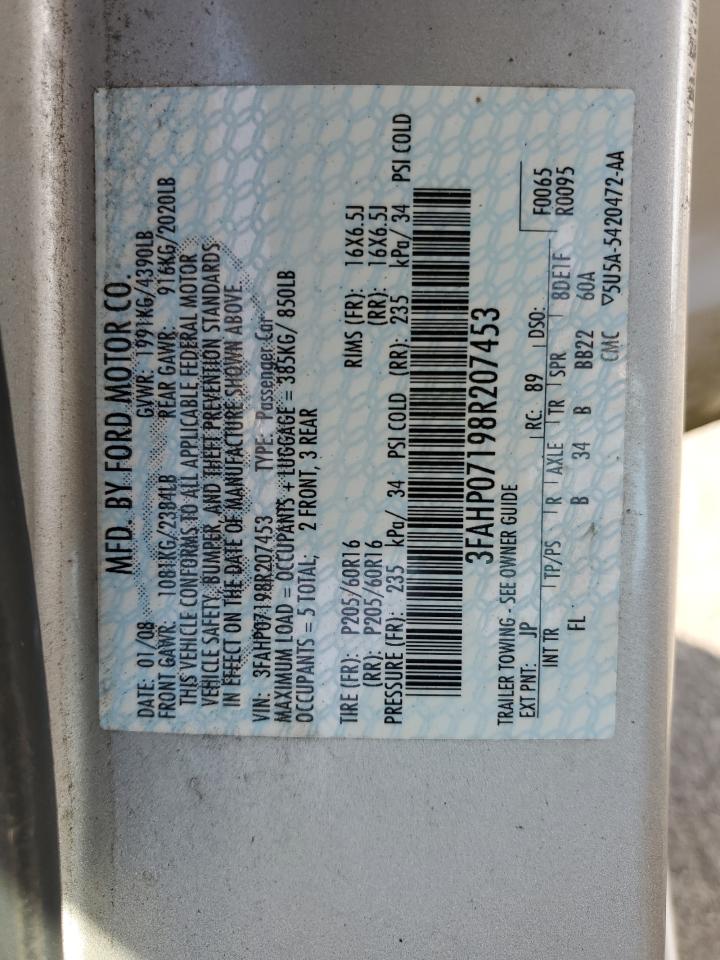 MFD. BY FORD MOTOR CO.
DATE: 01/08 GVWR: 1991KG/4390LB
FRONT GAWR: 1081KG/2384LB REAR GAWR: 916KG/2020LB
THIS VEHICLE CONFORMS TO ALL APPLICABLE FEDERAL MOTOR
VEHICLE SAFETY, BUMPER, AND THEFT PREVENTION STANDARDS
IN EFFECT ON THE DATE OF MANUFACTURE SHOWN ABOVE.
VIN: 3FAHP07198R207453 TYPE: Passenger Car
MAXIMUM LOAD = OCCUPANTS + LUGGAGE = 385KG/ 850LB
OCCUPANTS = 5 TOTAL; 2 FRONT, 3 REAR
TIRE (FR): P205/60R16 RIMS (FR): 16X6.5J
(RR): P205/60R16 (RR): 16X6.5J
PRESSURE (FR): 235 kPa/ 34 PSI COLD (RR): 235 kPa/ 34 PSI COLD
3FAHP07198R207453
TRAILER TOWING - SEE OWNER GUIDE
F0065
EXT PNT: JP RC: 89 DSO: R0095
INT TR TP/PS R AXLE TR SPR 8DE1F
FL B 34 B BB22 60A
CMC ▽5U5A-5420472-AA